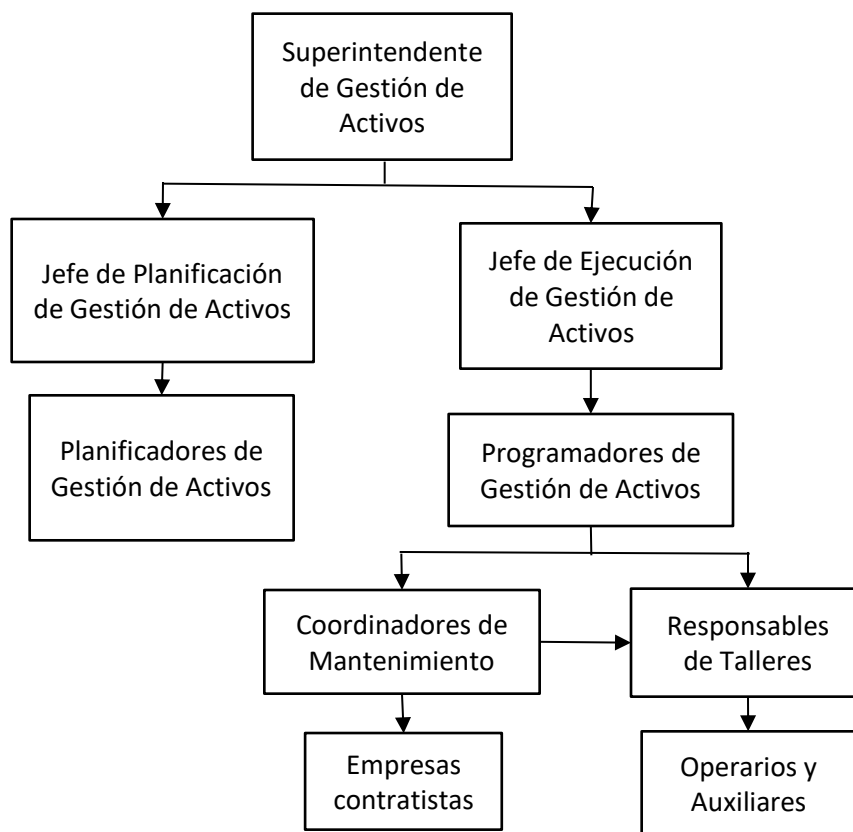 Superintendente
de Gestión de
Activos
Jefe de Planificación
de Gestión de Activos
Jefe de Ejecución
de Gestión de
Activos
Planificadores de
Gestión de Activos
Programadores de
Gestión de Activos
Coordinadores de
Mantenimiento
Responsables
de Talleres
Empresas
contratistas
Operarios y
Auxiliares